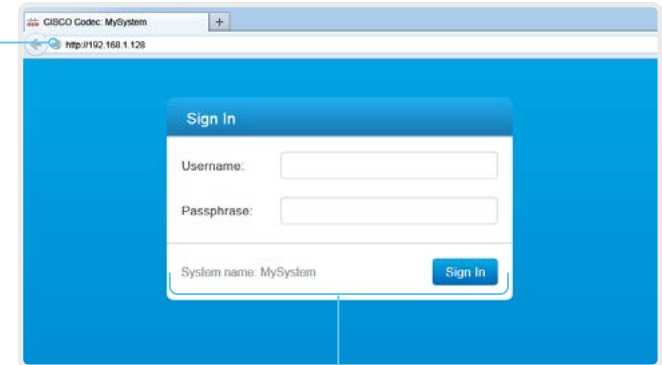 CISCO Codec: MySystem
+
http://192.168.1.128
Sign In
Username:
Passphrase:
System name: MySystem
Sign In